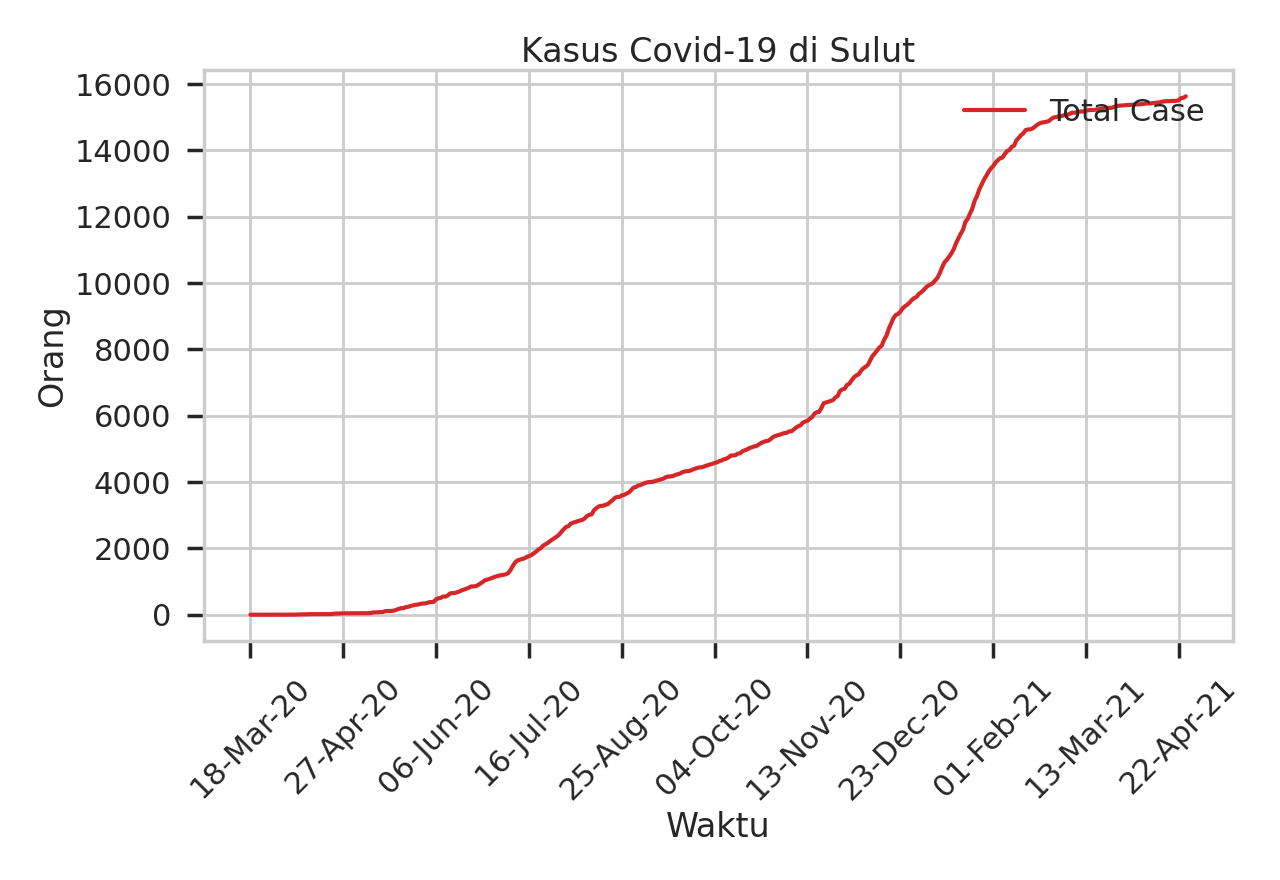 Kasus Covid-19 di Sulut
16000
14000
12000
10000
8000
6000
4000
2000
0
Orang
Total Case
18-Mar-20
27-Apr-20
06-Jun-20
16-Jul-20
25-Aug-20
04-Oct-20
13-Nov-20
23-Dec-20
01-Feb-21
13-Mar-21
22-Apr-21
Waktu